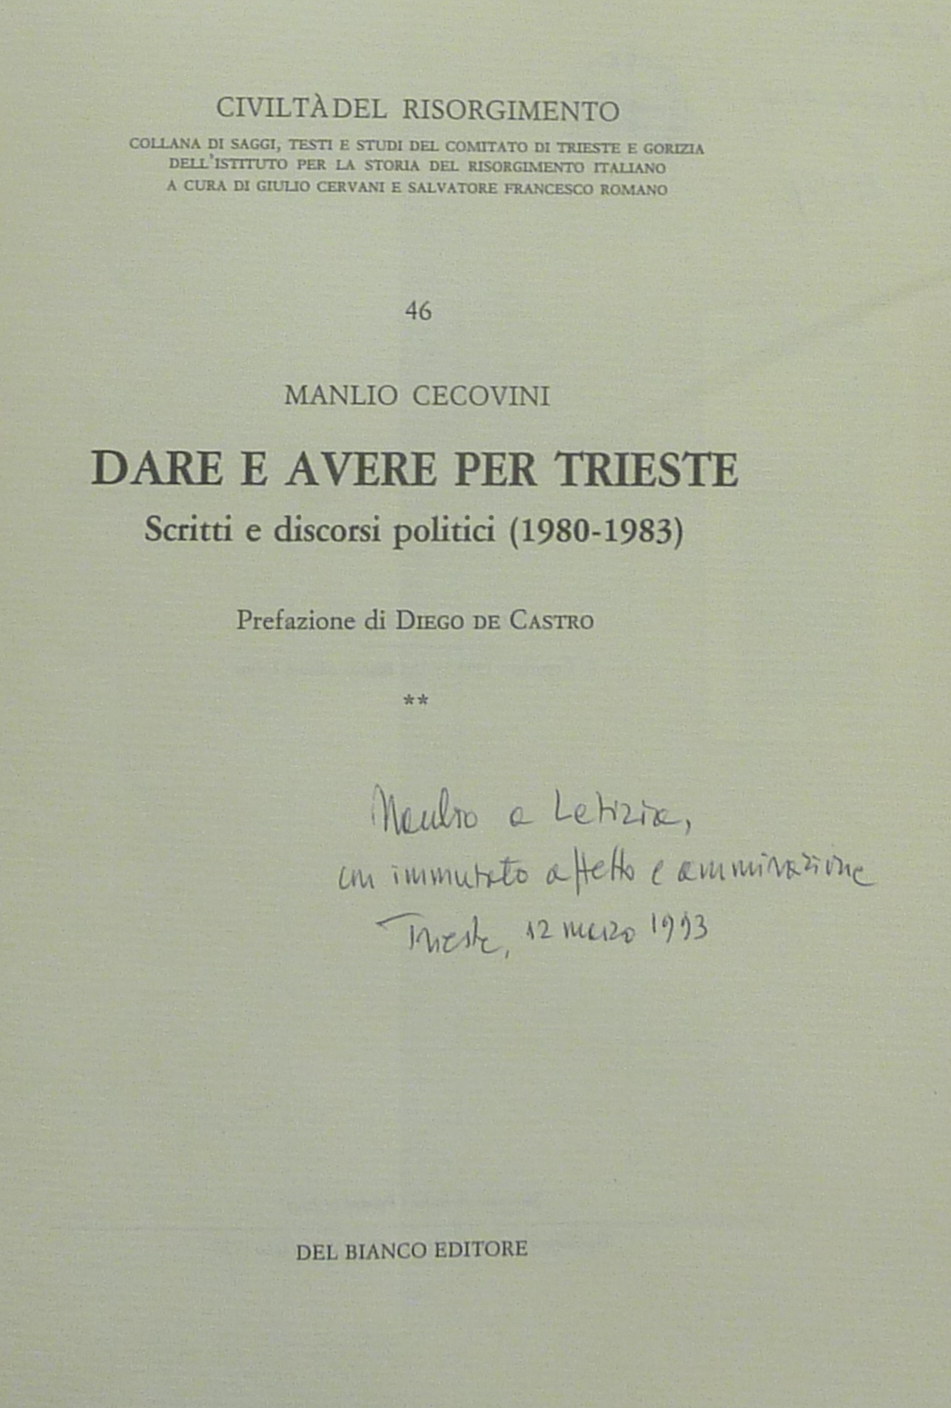 CIVILTÀ DEL RISORGIMENTO
COLLANA DI SAGGI, TESTI E STUDI DEL COMITATO DI TRIESTE E GORIZIA
DELL'ISTITUTO PER LA STORIA DEL RISORGIMENTO ITALIANO
A CURA DI GIULIO CERVANI E SALVATORE FRANCESCO ROMANO
46
MANLIO CECOVINI
DARE E AVERE PER TRIESTE
Scritti e discorsi politici (1980-1983)
Prefazione di DIEGO DE CASTRO
**
Manlio a Letizia,
con immutato affetto e ammirazione
Trieste, 12 marzo 1993
DEL BIANCO EDITORE